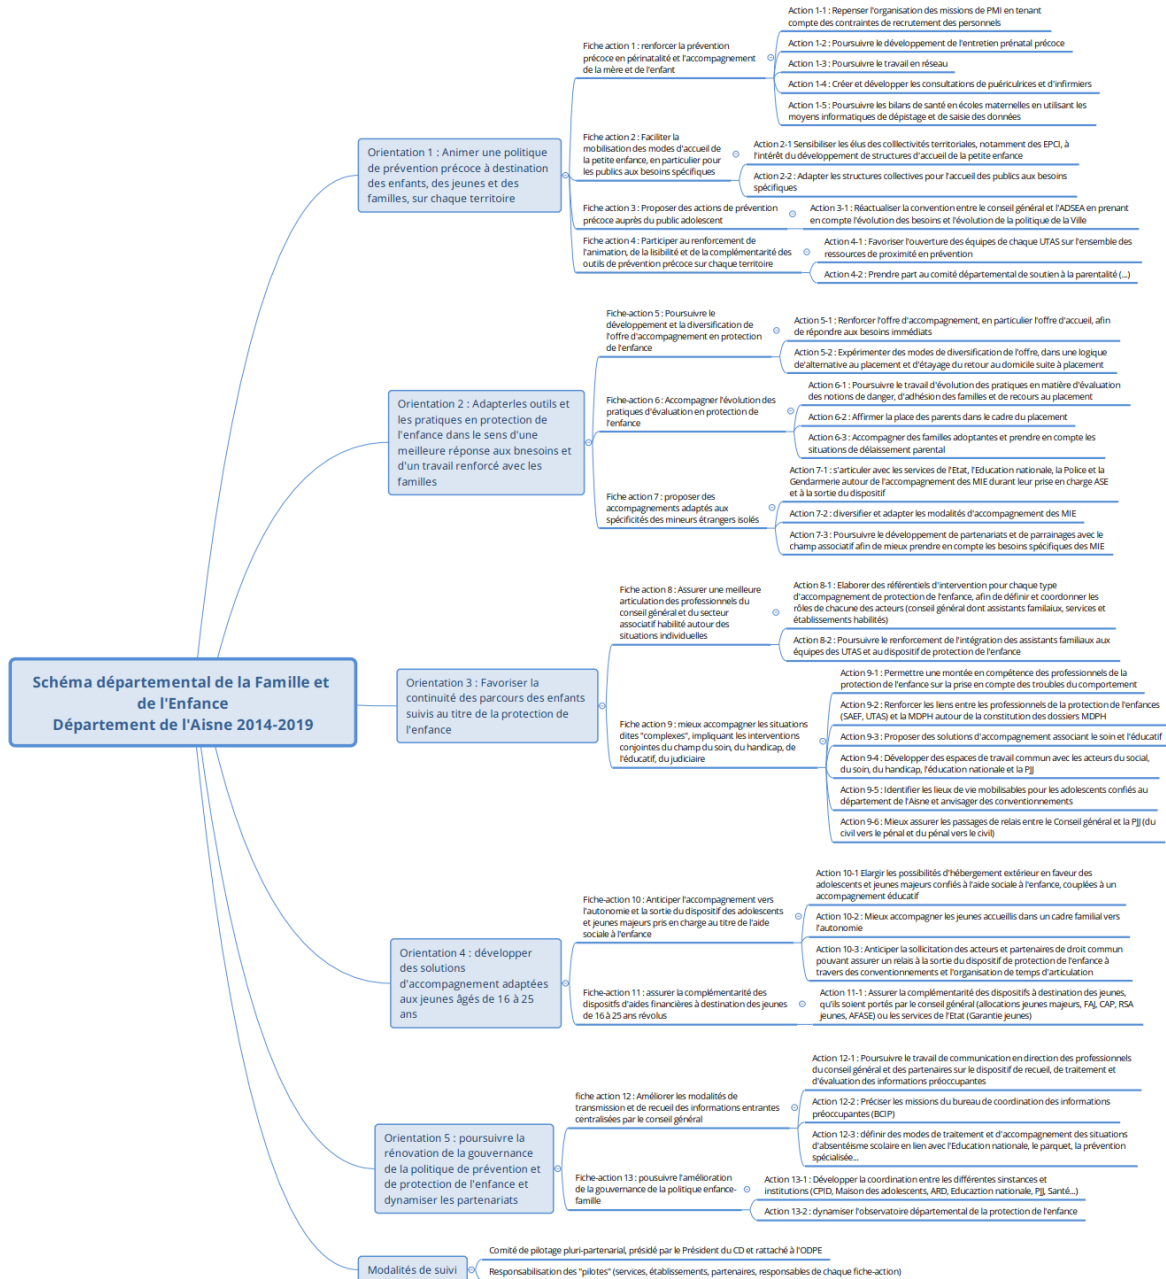 Schéma départemental de la Famille et
de l'Enfance
Département de l'Aisne 2014-2019
Orientation 1 : Animer une politique
de prévention précoce à destination
des enfants, des jeunes et des
familles, sur chaque territoire
Fiche action 1 : renforcer la prévention
précoce en périnatalité et l'accompagnement
de la mère et de l'enfant
Action 1-1 : Repenser l'organisation des missions de PMI en tenant
compte des contraintes de recrutement des personnels
Action 1-2 : Poursuivre le développement de l'entretien prénatal précoce
Action 1-3 : Poursuivre le travail en réseau
Action 1-4 : Créer et développer les consultations de puériculrices et d'infirmiers
Action 1-5 : Poursuivre les bilans de santé en écoles maternelles en utilisant les
moyens informatiques de dépistage et de saisie des données
Fiche action 2 : Faciliter la
mobilisation des modes d'accueil de
la petite enfance, en particulier pour
les publics aux besoins spécifiques
Action 2-1 Sensibiliser les élus des colllectivités territoriales, notamment des EPCI, à
l'intérêt du développement de structures d'accueil de la petite enfance
Action 2-2 : Adapter les structures collectives pour l'accueil des publics aux besoins
spécifiques
Fiche action 3 : Proposer des actions de prévention
précoce auprès du public adolescent
Action 3-1 : Réactualiser la convention entre le conseil général et l'ADSEA en prenant
en compte l'évolution des besoins et l'évolution de la politique de la Ville
Fiche action 4 : Participer au renforcement de
l'animation, de la lisibilité et de la complémentarité des
outils de prévention précoce sur chaque territoire
Action 4-1 : Favoriser l'ouverture des équipes de chaque UTAS sur l'ensemble des
ressources de proximité en prévention
Action 4-2 : Prendre part au comité départemental de soutien à la parentalité (...)
Orientation 2 : Adapterles outils et
les pratiques en protection de
l'enfance dans le sens d'une
meilleure réponse aux bnesoins et
d'un travail renforcé avec les
familles
Fiche-action 5 : Poursuivre le
développement et la diversification de
l'offre d'accompagnement en protection
de l'enfance
Action 5-1 : Renforcer l'offre d'accompagnement, en particulier l'offre d'accueil, afin
de répondre aux besoins immédiats
Action 5-2 : Expérimenter des modes de diversification de l'offre, dans une logique
de'alternative au placement et d'étayage du retour au domicile suite à placement
Fiche-action 6 : Accompagner l'évolution des
pratiques d'évaluation en protection de
l'enfance
Action 6-1 : Poursuivre le travail d'évolution des pratiques en matière d'évaluation
des notions de danger, d'adhésion des familles et de recours au placement
Action 6-2 : Affirmer la place des parents dans le cadre du placement
Action 6-3 : Accompagner des familles adoptantes et prendre en compte les
situations de délaissement parental
Fiche action 7 : proposer des
accompagnements adaptés aux
spécificités des mineurs étrangers isolés
Action 7-1 : s'articuler avec les services de l'Etat, l'Education nationale, la Police et la
Gendarmerie autour de l'accompagnement des MIE durant leur prise en charge ASE
et à la sortie du dispositif
Action 7-2 : diversifier et adapter les modalités d'accompagnement des MIE
Action 7-3 : Poursuivre le développement de partenariats et de parrainages avec le
champ associatif afin de mieux prendre en compte les besoins spécifiques des MIE
Orientation 3 : Favoriser la
continuité des parcours des enfants
suivis au titre de la protection de
l'enfance
Fiche action 8 : Assurer une meilleure
articulation des professionnels du
conseil général et du secteur
associatif habilité autour des
situations individuelles
Action 8-1 : Elaborer des référentiels d'intervention pour chaque type
d'accompagnement de protection de l'enfance, afin de définir et coordonner les
rôles de chacune des acteurs (conseil général dont assistants familaiux, services et
établissements habilités)
Action 8-2 : Poursuivre le renforcement de l'intégration des assistants familiaux aux
équipes des UTAS et au dispositif de protection de l'enfance
Fiche action 9 : mieux accompagner les situations
dites "complexes", impliquant les interventions
conjointes du champ du soin, du handicap, de
l'éducatif, du judiciaire
Action 9-1 : Permettre une montée en compétence des professionnels de la
protection de l'enfance sur la prise en compte des troubles du comportement
Action 9-2 : Renforcer les liens entre les professionnels de la protection de l'enfances
(SAEF, UTAS) et la MDPH autour de la constitution des dossiers MDPH
Action 9-3 : Proposer des solutions d'accompagnement associant le soin et l'éducatif
Action 9-4 : Développer des espaces de travail commun avec les acteurs du social,
du soin, du handicap, l'éducation nationale et la PJJ
Action 9-5 : Identifier les lieux de vie mobilisables pour les adolescents confiés au
département de l'Aisne et anvisager des conventionnements
Action 9-6 : Mieux assurer les passages de relais entre le Conseil général et la PJJ (du
civil vers le pénal et du pénal vers le civil)
Orientation 4 : développer
des solutions
d'accompagnement adaptées
aux jeunes âgés de 16 à 25
ans
Fiche-action 10 : Anticiper l'accompagnement vers
l'autonomie et la sortie du dispositif des adolescents
et jeunes majeurs pris en charge au titre de l'aide
sociale à l'enfance
Action 10-1 Elargir les possibilités d'hébergement extérieur en faveur des
adolescents et jeunes majeurs confiés à l'aide sociale à l'enfance, couplées à un
accompagnement éducatif
Action 10-2 : Mieux accompagner les jeunes accueillis dans un cadre familial vers
l'autonomie
Action 10-3 : Anticiper la sollicitation des acteurs et partenaires de droit commun
pouvant assurer un relais à la sortie du dispositif de protection de l'enfance à
travers des conventionnements et l'organisation de temps d'articulation
Fiche-action 11 : assurer la complémentarité des
dispositfs d'aides financières à destination des jeunes
de 16 à 25 ans révolus
Action 11-1 : Assurer la complémentarité des dispositifs à destination des jeunes,
qu'ils soient portés par le conseil général (allocations jeunes majeurs, FAJ, CAP, RSA
jeunes, AFASE) ou les services de l'Etat (Garantie jeunes)
Orientation 5 : poursuivre la
rénovation de la gouvernance
de la politique de prévention et
de protection de l'enfance et
dynamiser les partenariats
fiche action 12 : Améliorer les modalités de
transmission et de recueil des informations entrantes
centralisées par le conseil général
Action 12-1 : Poursuivre le travail de communication en direction des professionnels
du conseil général et des partenaires sur le dispositif de recueil, de traitement et
d'évaluation des informations préoccupantes
Action 12-2 : Préciser les missions du bureau de coordination des informations
préoccupantes (BCIP)
Action 12-3 : définir des modes de traitement et d'accompagnement des situations
d'absentéisme scolaire en lien avec l'Education nationale, le parquet, la prévention
spécialisée...
Fiche-action 13 : pousuivre l'amélioration
de la gouvernance de la politique enfance-
famille
Action 13-1 : Développer la coordination entre les différentes sinstances et
institutions (CPID, Maison des adolescents, ARD, Educaztion nationale, PJJ, Santé...)
Action 13-2 : dynamiser l'observatoire départemental de la protection de l'enfance
Modalités de suivi
Comité de pilotage pluri-partenarial, présidé par le Président du CD et rattaché à l'ODPE
Responsabilisation des "pilotes" (services, établissements, partenaires, responsables de chaque fiche-action)